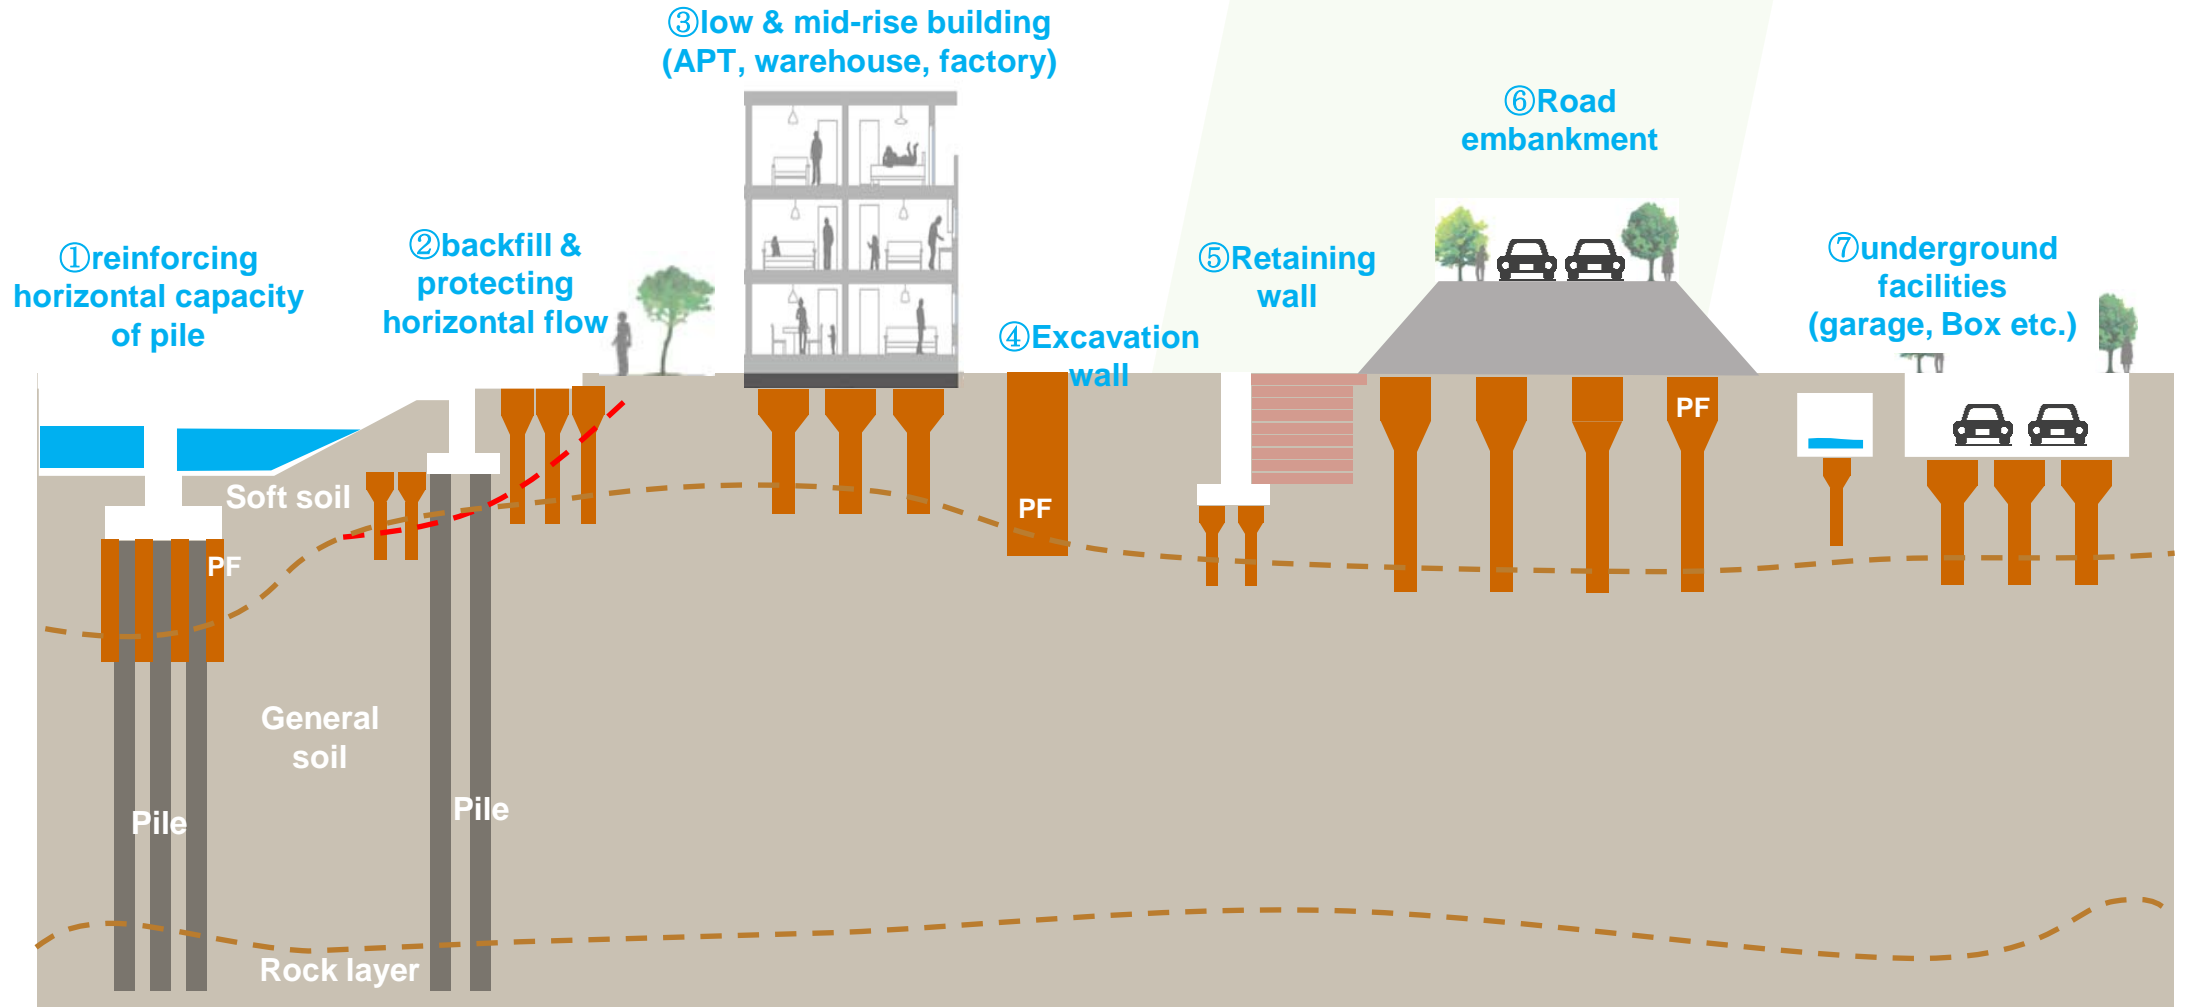 ③low & mid-rise building
(APT, warehouse, factory)
⑥Road
embankment
①reinforcing
horizontal capacity
of pile
②backfill &
protecting
horizontal flow
④Excavation
wall
⑤Retaining
wall
⑦underground
facilities
(garage, Box etc.)
PF
Soft soil
PF
PF
General
soil
Pile
Pile
Rock layer